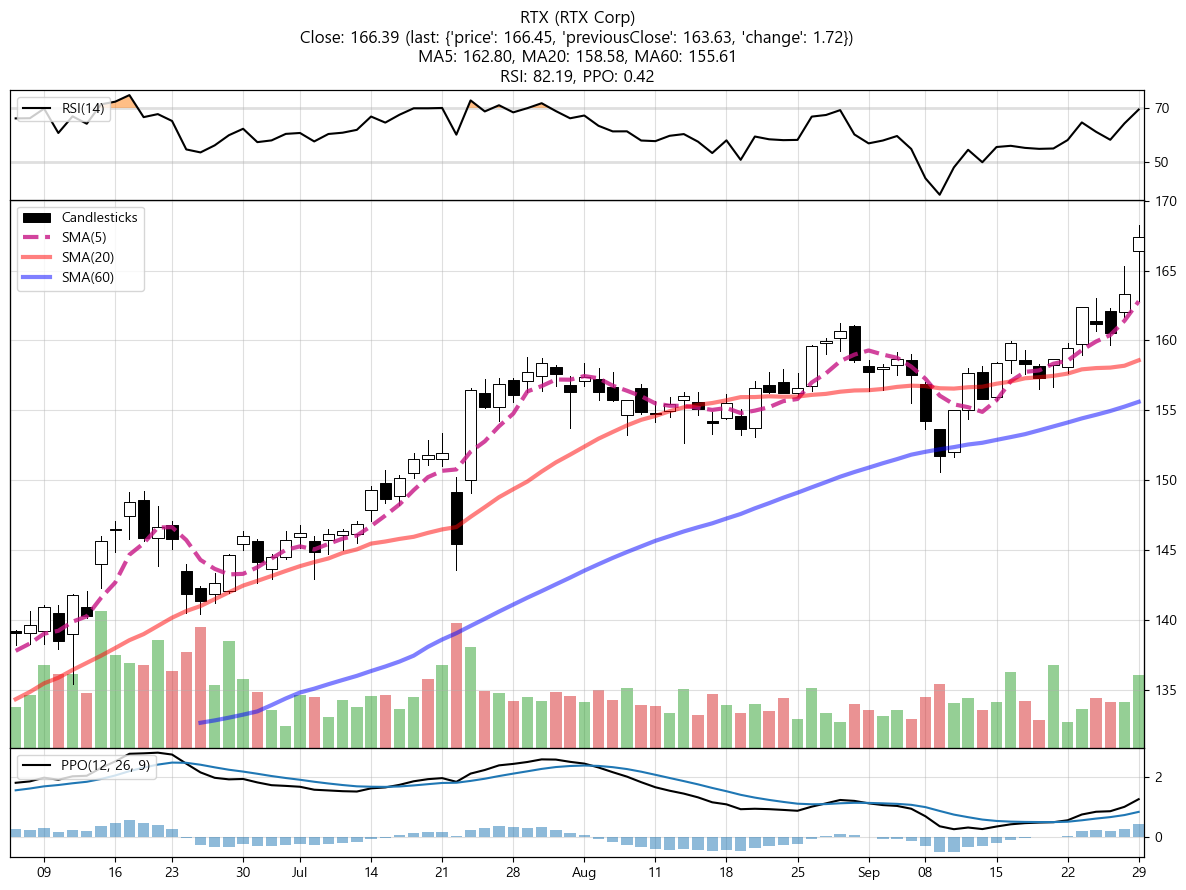 RTX (RTX Corp)
Close: 166.39 (last: {'price': 166.45, 'previousClose': 163.63, 'change': 1.72})
MA5: 162.80, MA20: 158.58, MA60: 155.61
RSI: 82.19, PPO: 0.42
RSI(14)
70
50
170
Candlesticks
SMA(5)
SMA(20)
SMA(60)
165
160
155
150
145
140
135
PPO(12, 26, 9)
2
0
09 16 23 30 Jul 14 21 28 Aug 11 18 25 Sep 08 15 22 29